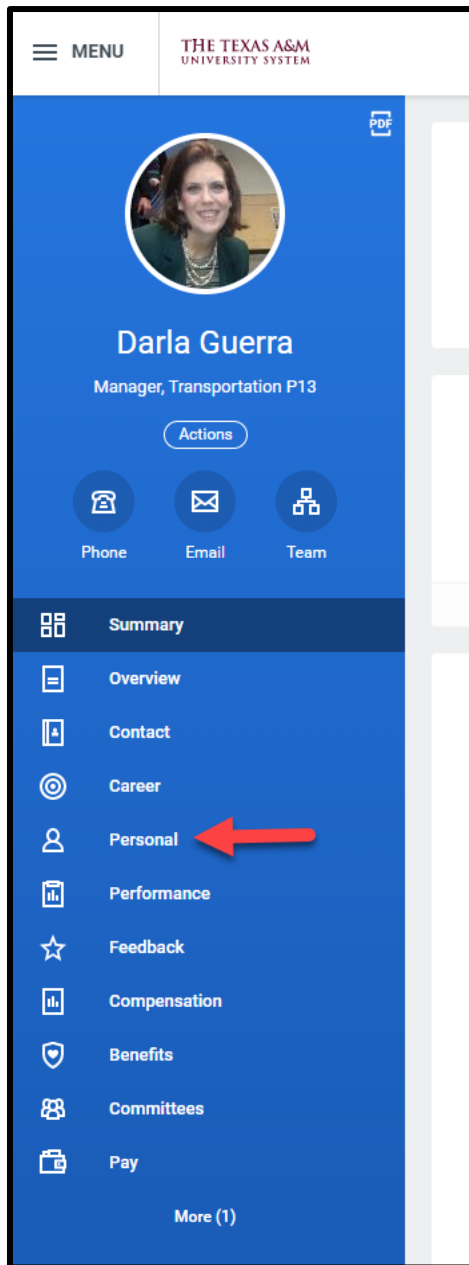 MENU
THE TEXAS A&M
UNIVERSITY SYSTEM
PDF
Darla Guerra
Manager, Transportation P13
Actions
Phone Email Team
Summary
Overview
Contact
Career
Personal
Performance
Feedback
Compensation
Benefits
Committees
Pay
More (1)